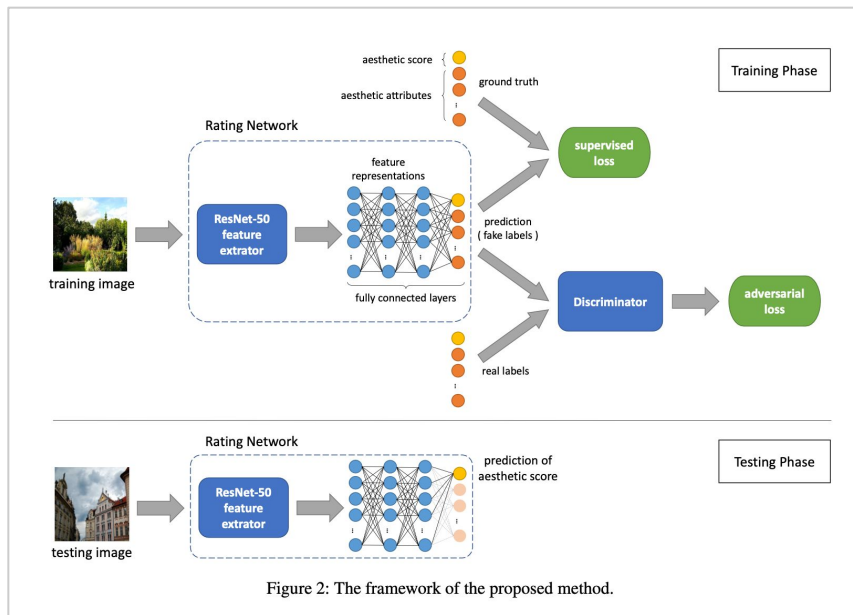 Training Phase
aesthetic score
aesthetic attributes
ground truth
Rating Network
feature
representations
supervised
loss
ResNet-50
feature
extrator
prediction
( fake labels )
training image
fully connected layers
Discriminator
adversarial
loss
real labels
Testing Phase
Rating Network
prediction of
aesthetic score
ResNet-50
feature
extrator
testing image
Figure 2: The framework of the proposed method.